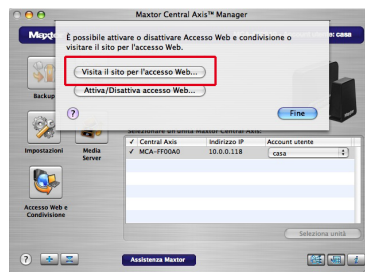 Maxtor Central Axis™ Manager
È possibile attivare o disattivare Accesso Web e condivisione o
visitare il sito per l'accesso Web.
Visita il sito per l'accesso Web...
Attiva/Disattiva accesso Web...
?
Fine
casa
Backup
Selezionare un'unità Maxtor Central Axis:
✓ Central Axis Indirizzo IP Account utente
✓ MCA-FF00A0 10.0.0.118 casa
Impostazioni
Media
Server
Accesso Web e
Condivisione
Seleziona unità
?
Assistenza Maxtor